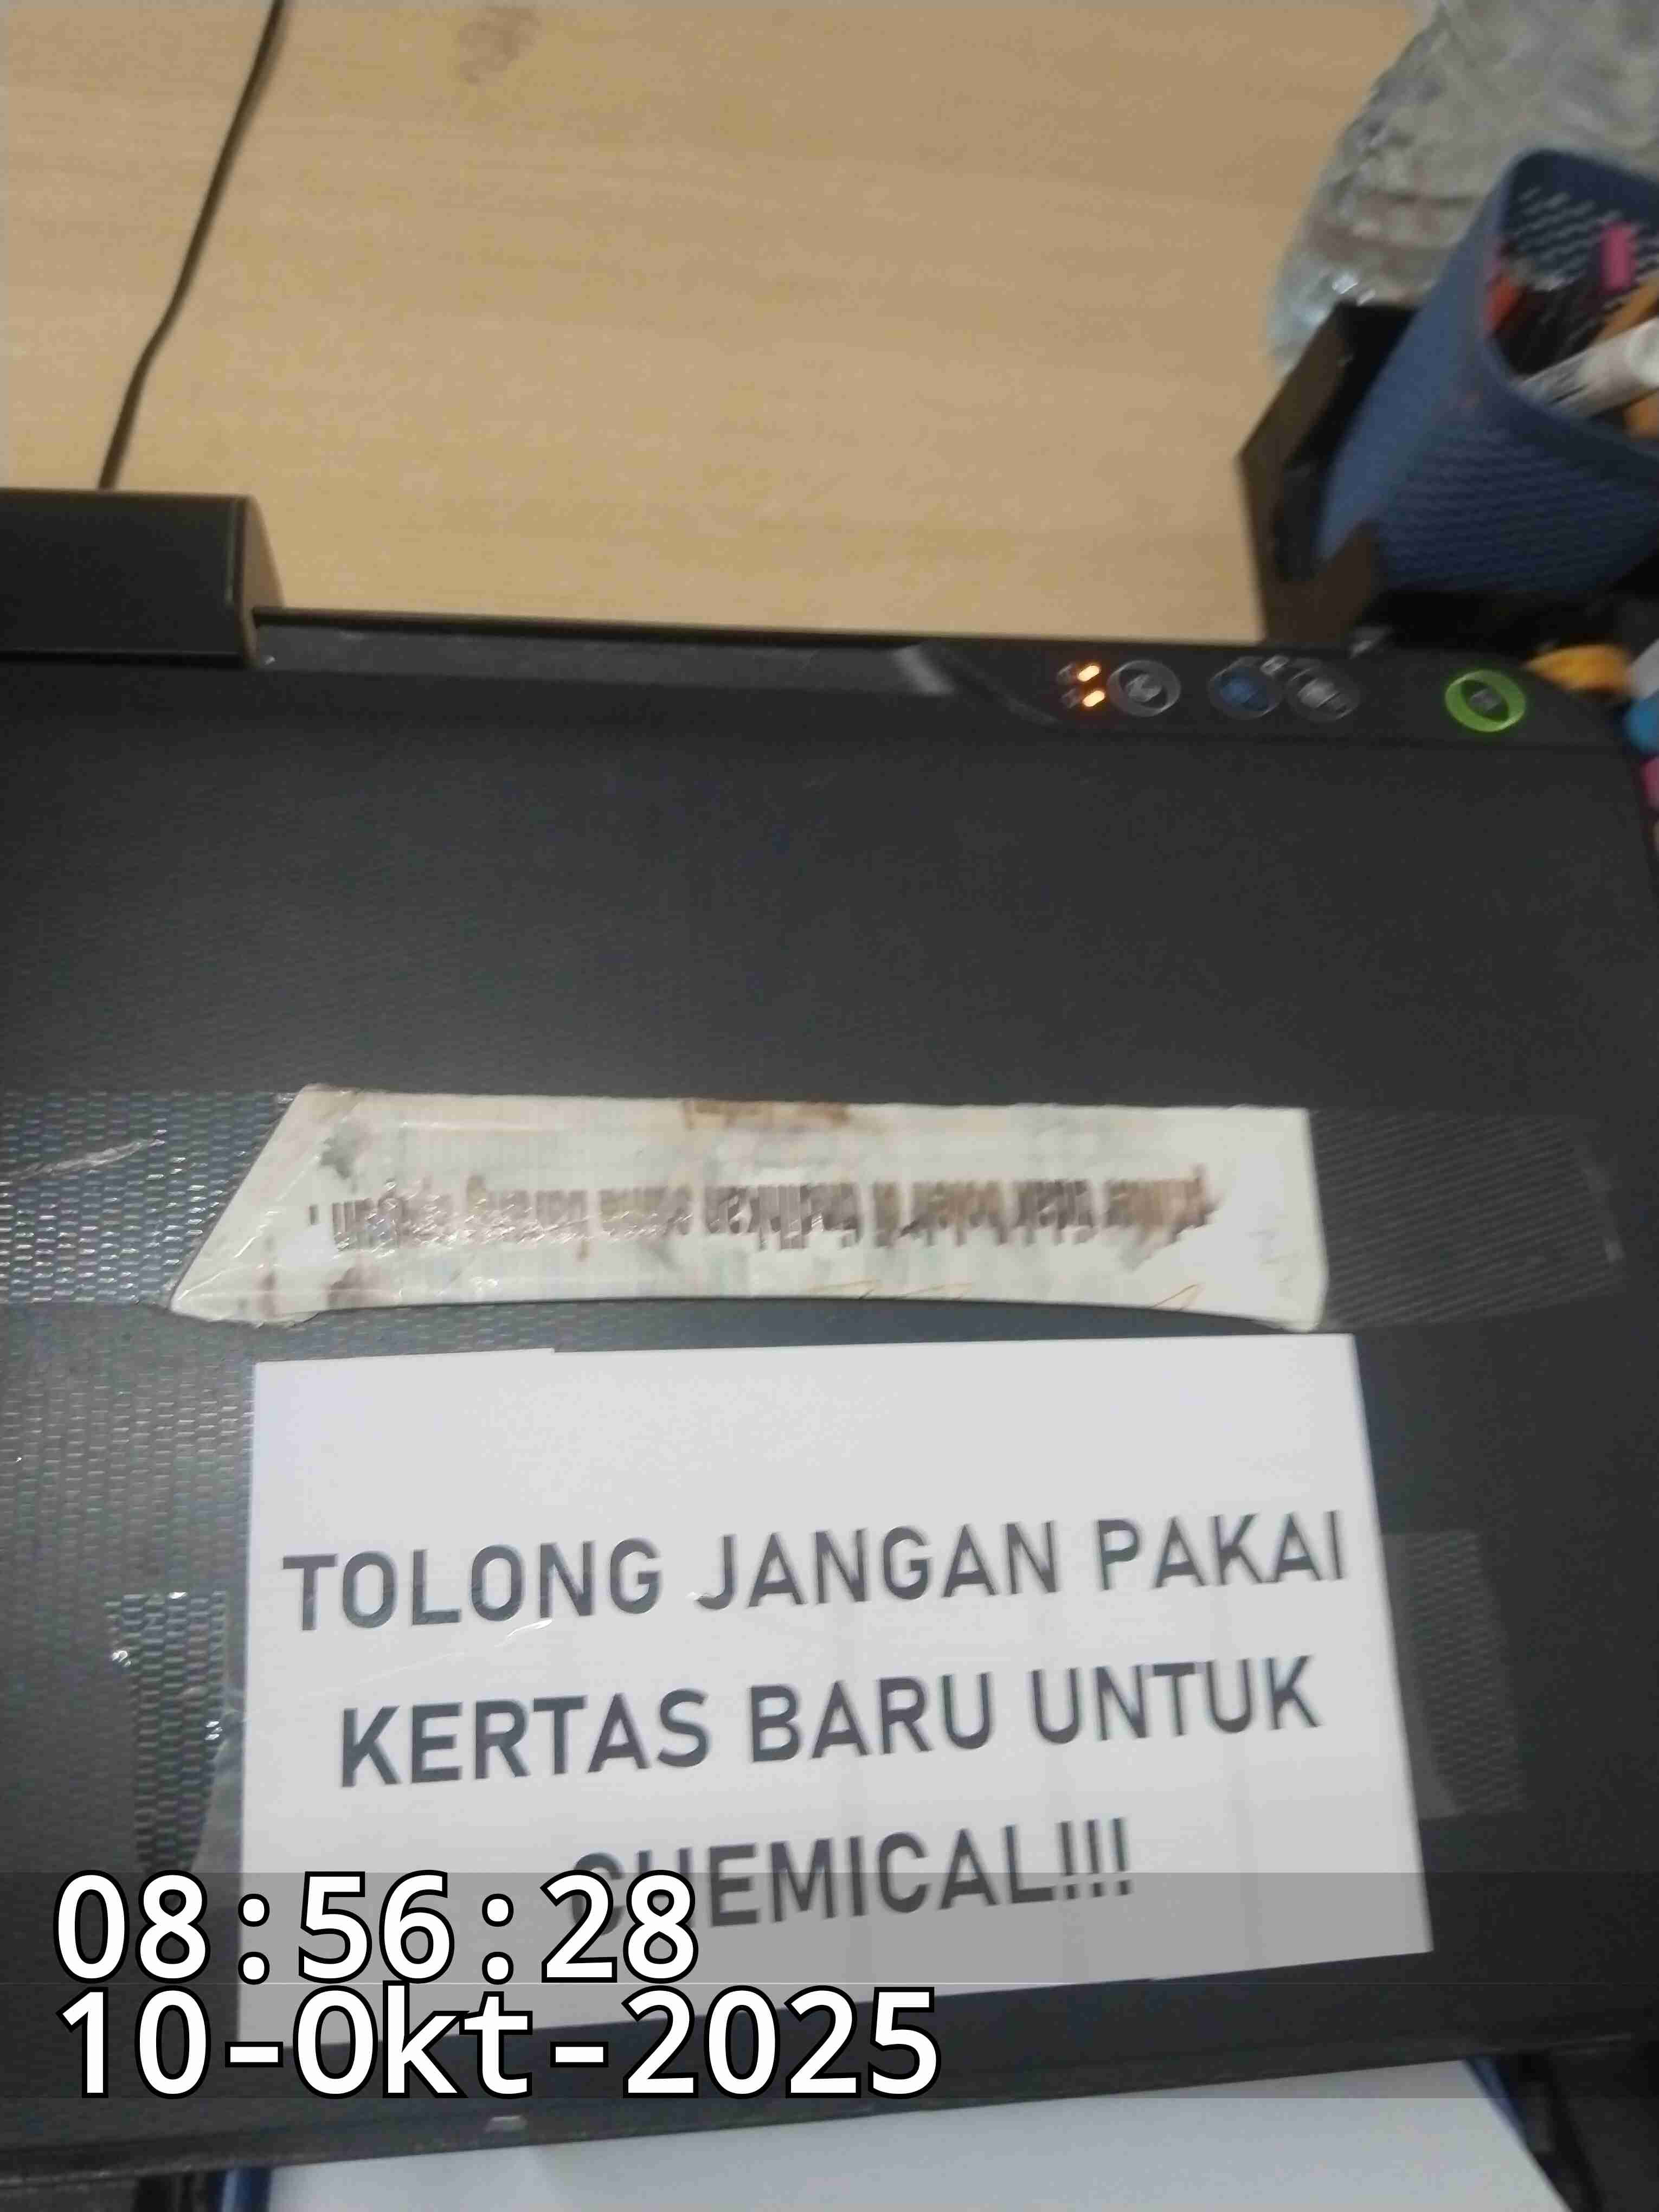 TOLONG JANGAN PAKAI
KERTAS BARU UNTUK
CHEMICAL!!!
08:56:28
10-Okt-2025